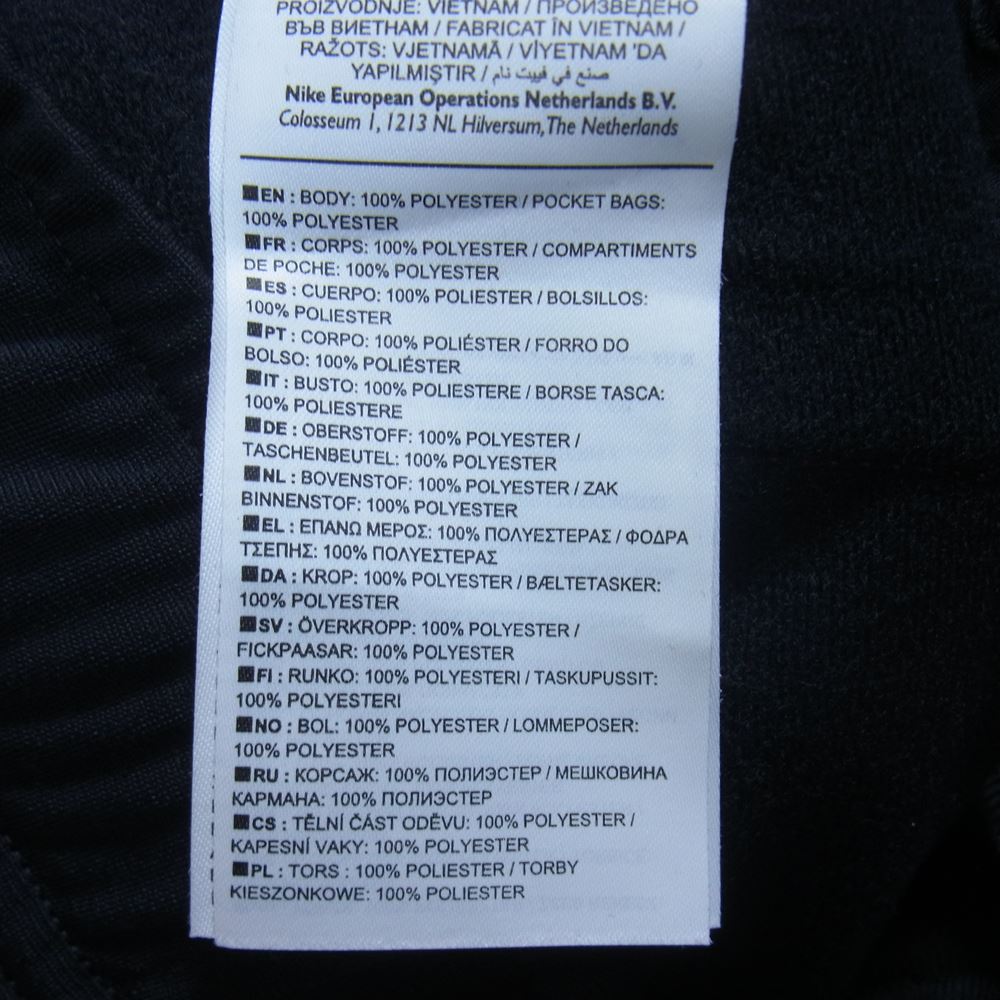 PROIZVODNJE: VIETNAM / ПРОИЗВЕДЕНО
ВЪВ ВИЕТНАМ / FABRICAT ÎN VIETNAM /
RAŽOTS: VJETNAMĀ / VİYETNAM 'DA
YAPILMIŞTIR / صنع في فييت نام
Nike European Operations Netherlands B.V.
Colosseum 1, 1213 NL Hilversum, The Netherlands
EN : BODY: 100% POLYESTER / POCKET BAGS:
100% POLYESTER
FR : CORPS: 100% POLYESTER / COMPARTIMENTS
DE POCHE: 100% POLYESTER
ES : CUERPO: 100% POLIESTER / BOLSILLOS:
100% POLIESTER
PT : CORPO: 100% POLIÉSTER / FORRO DO
BOLSO: 100% POLIÉSTER
IT : BUSTO: 100% POLIESTERE / BORSE TASCA:
100% POLIESTERE
DE : OBERSTOFF: 100% POLYESTER /
TASCHENBEUTEL: 100% POLYESTER
NL : BOVENSTOF: 100% POLYESTER / ZAK
BINNENSTOF: 100% POLYESTER
EL : ΕΠΑΝΩ ΜΕΡΟΣ: 100% ΠΟΛΥΕΣΤΕΡΑΣ / ΦΟΔΡΑ
ΤΣΕΠΗΣ: 100% ΠΟΛΥΕΣΤΕΡΑΣ
DA : KROP: 100% POLYESTER / BÆLTETASKER:
100% POLYESTER
SV : ÖVERKROPP: 100% POLYESTER /
FICKPAASAR: 100% POLYESTER
FI : RUNKO: 100% POLYESTERI / TASKUPUSSIT:
100% POLYESTERI
NO : BOL: 100% POLYESTER / LOMMEPOSER:
100% POLYESTER
RU : КОРСАЖ: 100% ПОЛИЭСТЕР / МЕШКОВИНА
КАРМАНА: 100% ПОЛИЭСТЕР
CS : TĚLNÍ ČÁST ODĚVU: 100% POLYESTER /
KAPESNÍ VAKY: 100% POLYESTER
PL : TORS : 100% POLIESTER / TORBY
KIESZONKOWE: 100% POLIESTER